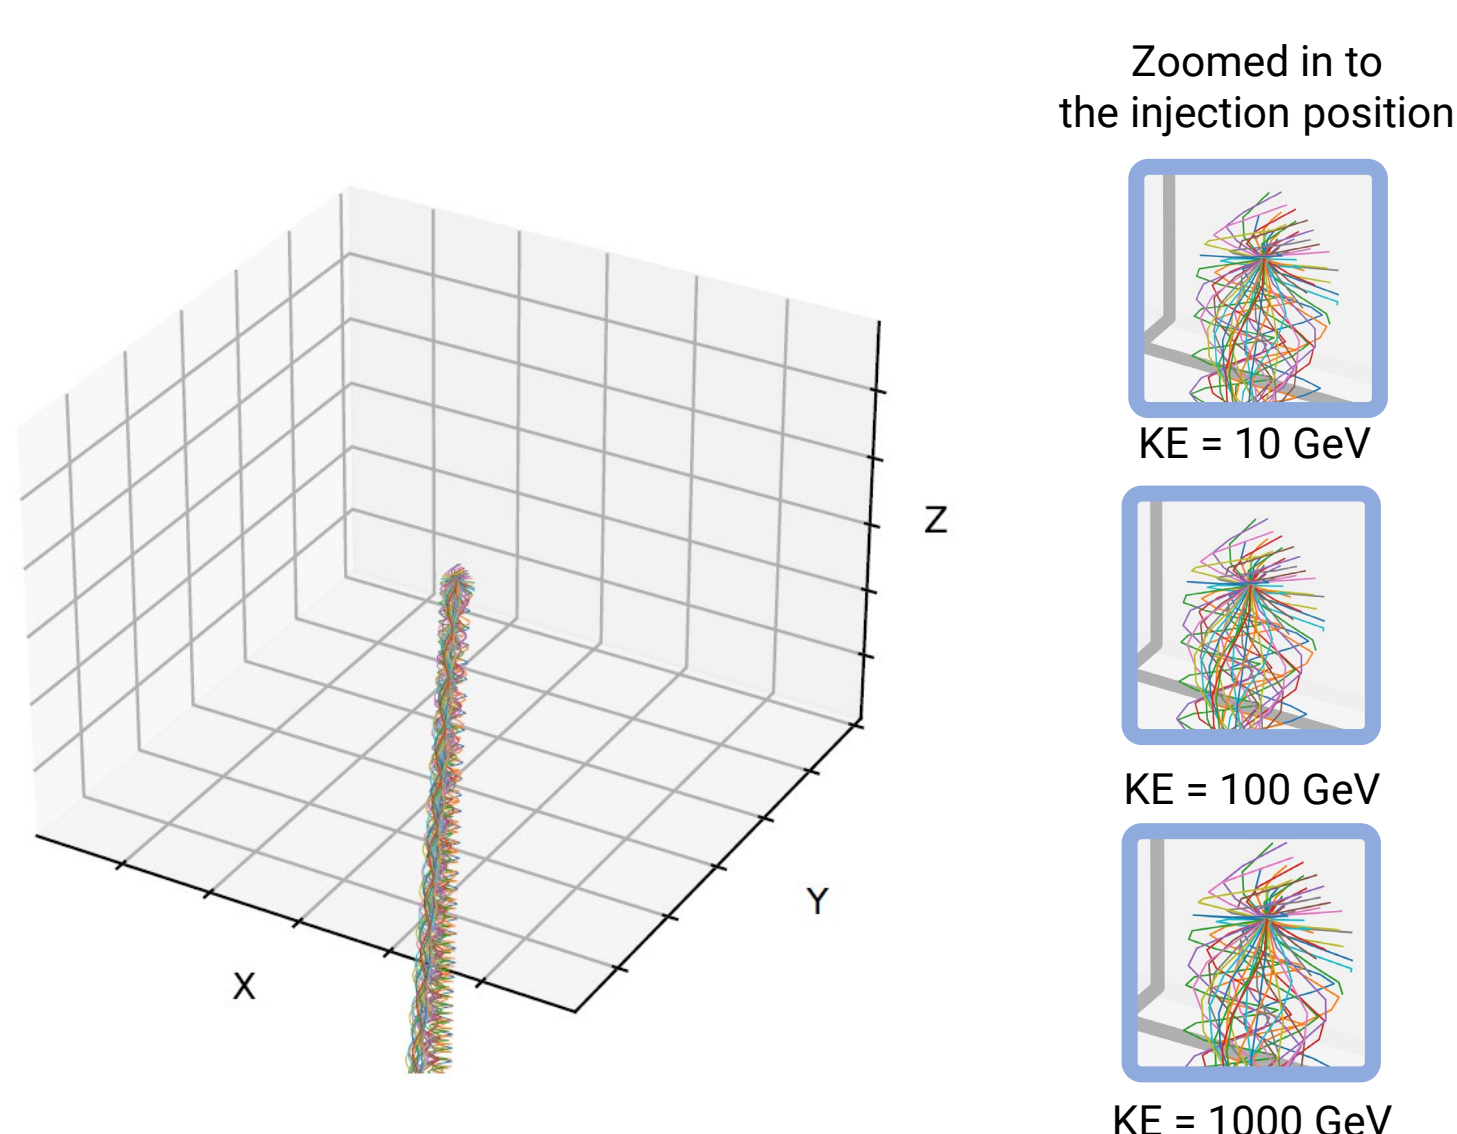 Zoomed in to
the injection position
KE = 10 GeV
Z
KE = 100 GeV
Y
X
KE = 1000 GeV